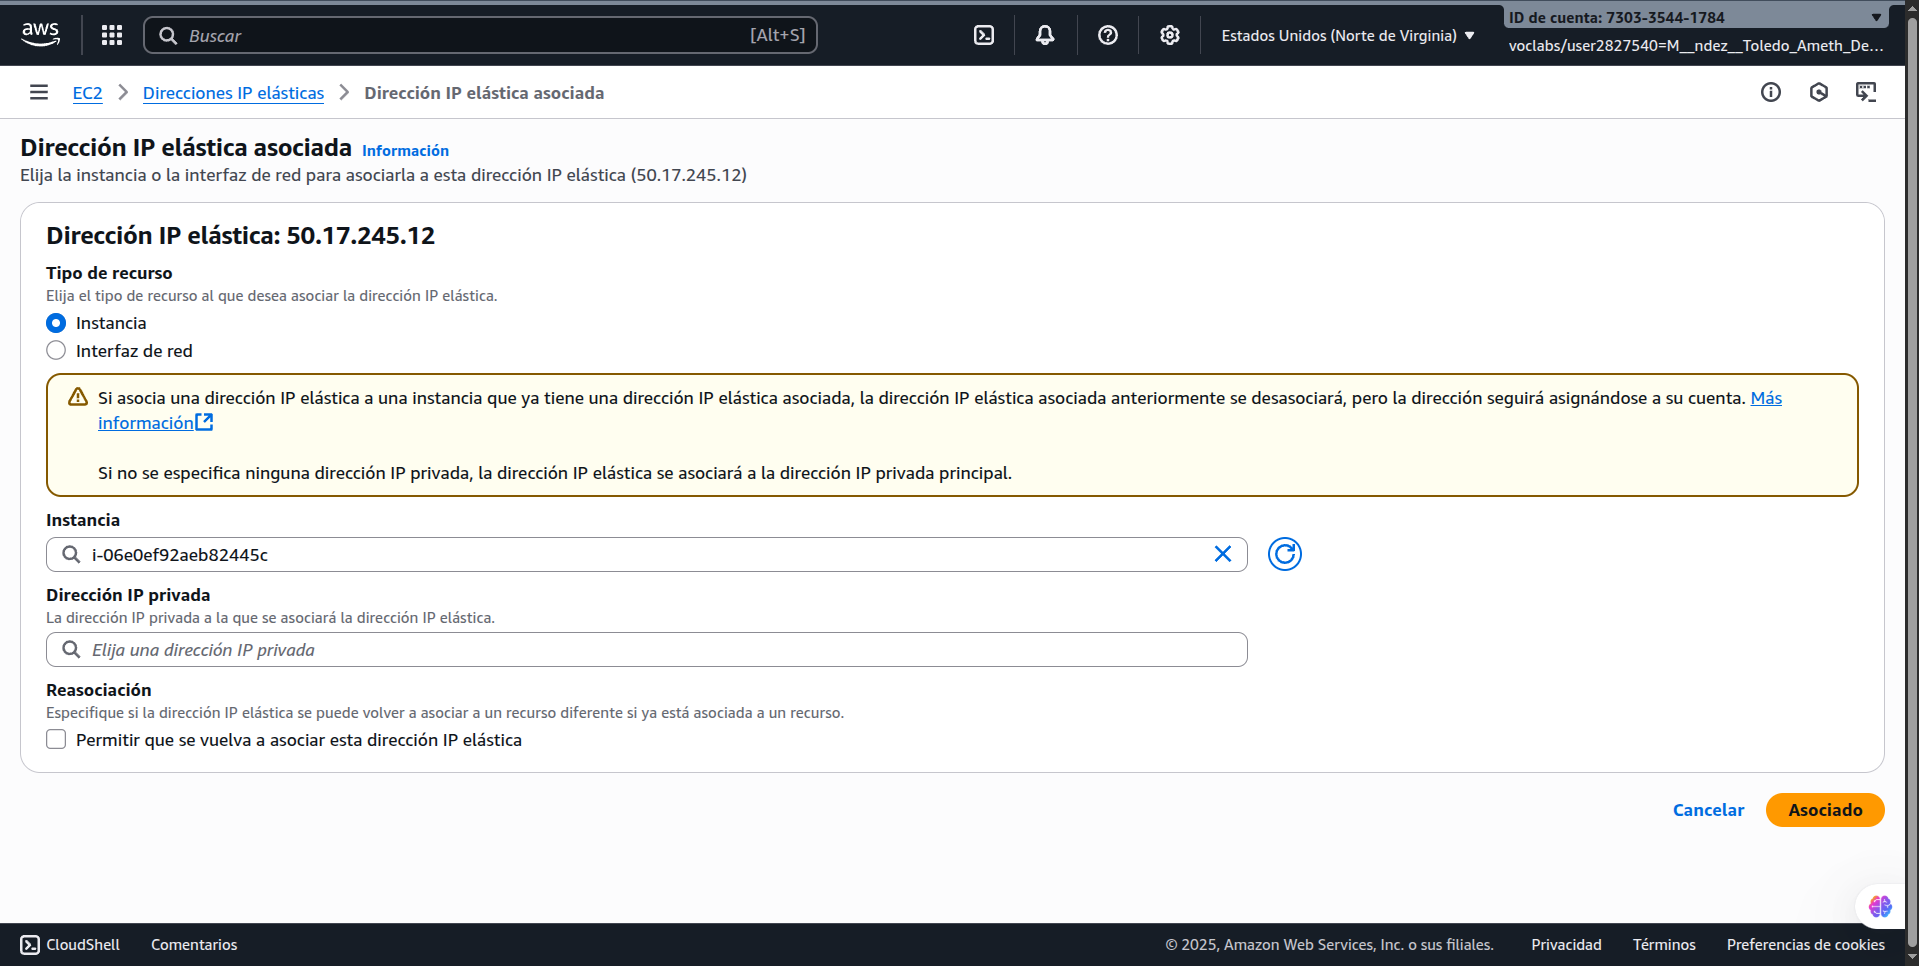 aws
Buscar [Alt+S]
Estados Unidos (Norte de Virginia)
ID de cuenta: 7303-3544-1784
voclabs/user2827540=M__ndez__Toledo_Ameth_De...
EC2 Direcciones IP elásticas Dirección IP elástica asociada
Dirección IP elástica asociada Información
Elija la instancia o la interfaz de red para asociarla a esta dirección IP elástica (50.17.245.12)
Dirección IP elástica: 50.17.245.12
Tipo de recurso
Elija el tipo de recurso al que desea asociar la dirección IP elástica.
Instancia
Interfaz de red
Si asocia una dirección IP elástica a una instancia que ya tiene una dirección IP elástica asociada, la dirección IP elástica asociada anteriormente se desasociará, pero la dirección seguirá asignándose a su cuenta. Más
información
Si no se especifica ninguna dirección IP privada, la dirección IP elástica se asociará a la dirección IP privada principal.
Instancia
i-06e0ef92aeb82445c
Dirección IP privada
La dirección IP privada a la que se asociará la dirección IP elástica.
Elija una dirección IP privada
Reasociación
Especifique si la dirección IP elástica se puede volver a asociar a un recurso diferente si ya está asociada a un recurso.
Permitir que se vuelva a asociar esta dirección IP elástica
Cancelar Asociado
CloudShell Comentarios © 2025, Amazon Web Services, Inc. o sus filiales. Privacidad Términos Preferencias de cookies